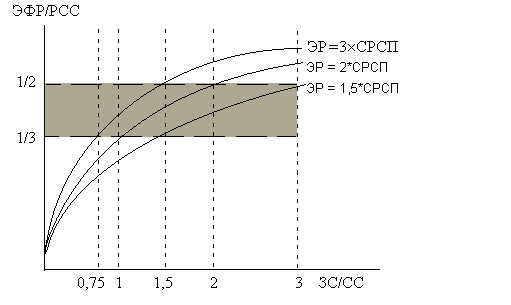 ЭФР/РСС
ЭР=3×СРСП
ЭР = 2*СРСП
1/2
ЭР = 1,5*СРСП
1/3
0,75 1 1,5 2 3 ЗС/СС